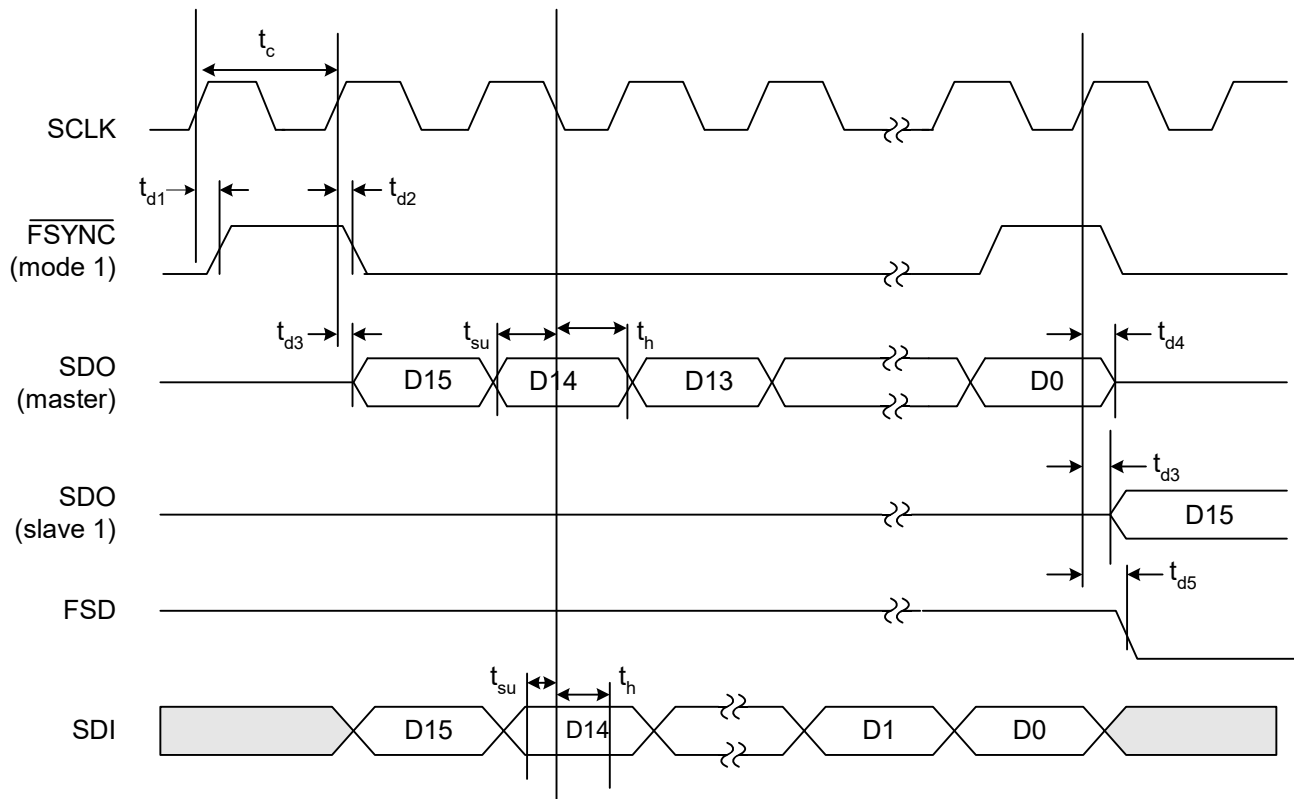 t_c
SCLK
t_d1
t_d2
FSYNC
(mode 1)
t_d3
t_su
t_h
t_d4
SDO
(master)
D15
D14
D13
D0
t_d3
SDO
(slave 1)
D15
t_d5
FSD
t_su
t_h
SDI
D15
D14
D1
D0